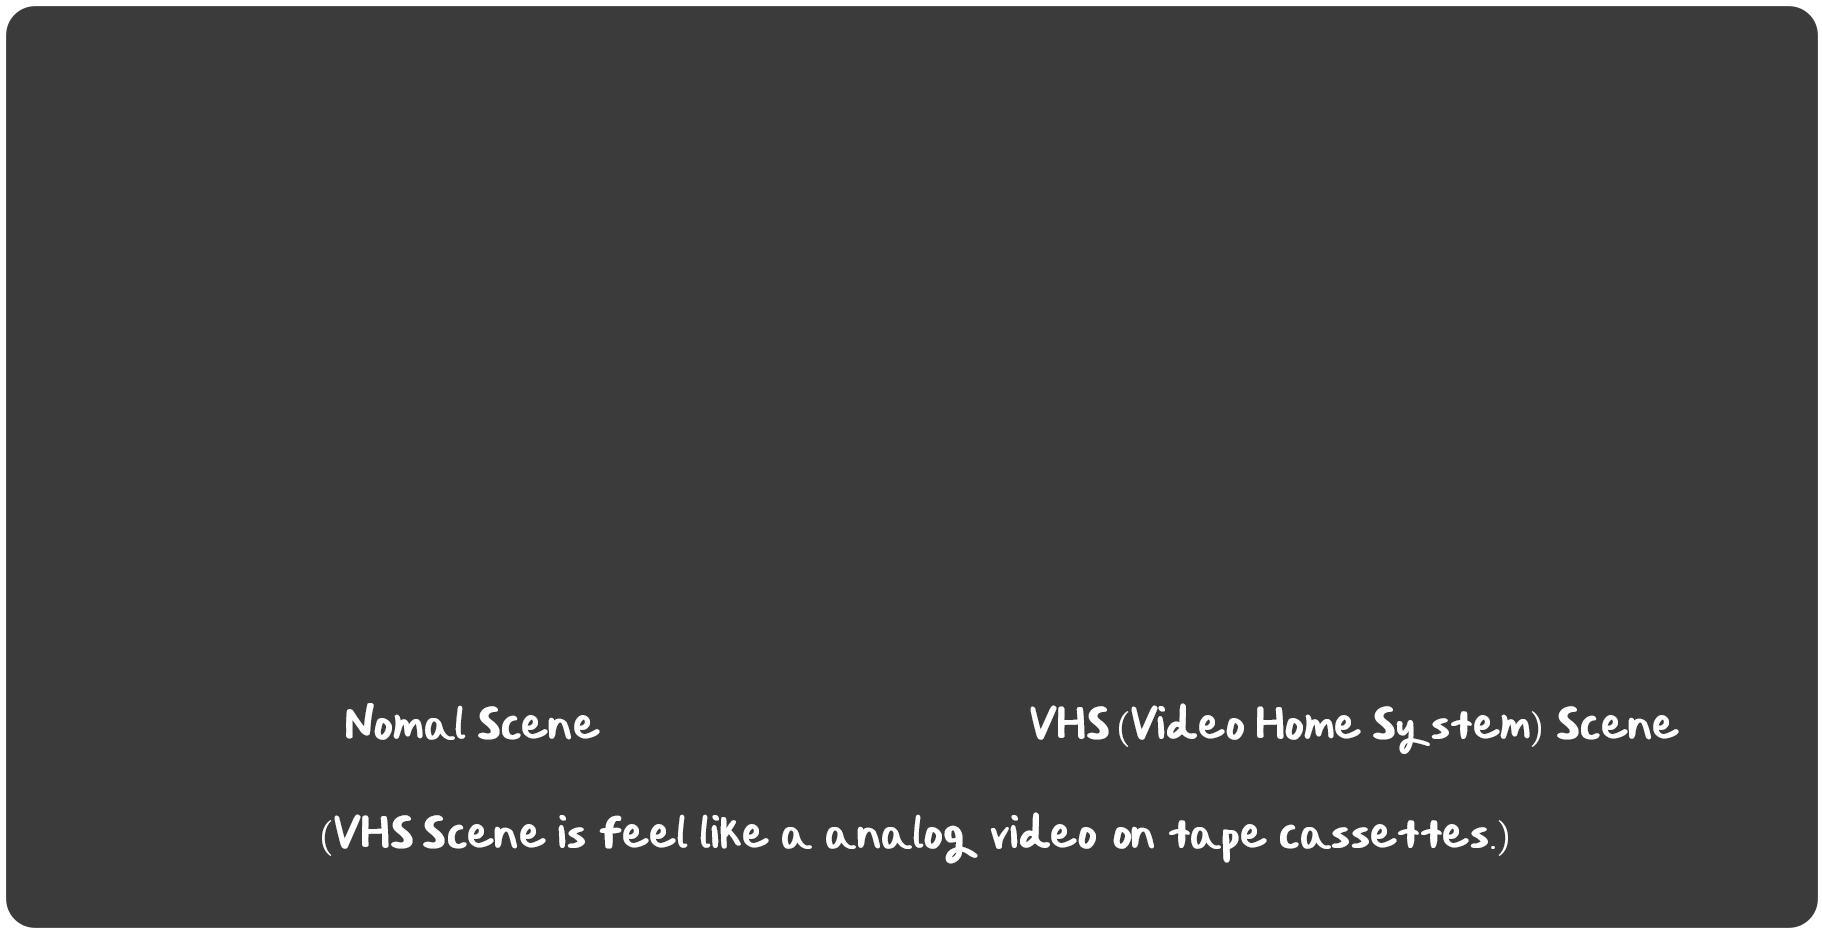 Nomal Scene
VHS (Video Home System) Scene
(VHS Scene is feel like a analog video on tape cassettes.)